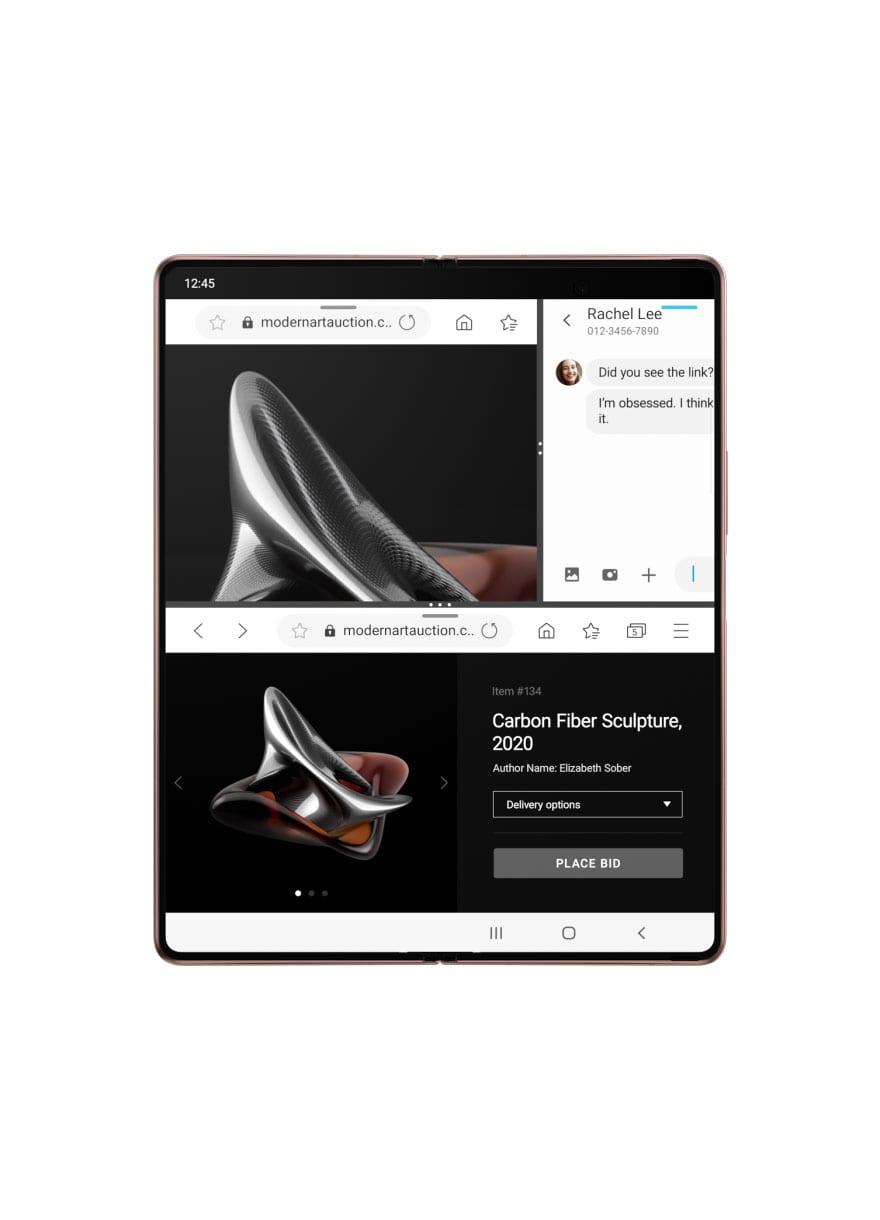 12:45
modernartauction.c..
Rachel Lee
012-3456-7890
Did you see the link?
I'm obsessed. I think
it.
modernartauction.c..
5
Item #134
Carbon Fiber Sculpture,
2020
Author Name: Elizabeth Sober
Delivery options
PLACE BID